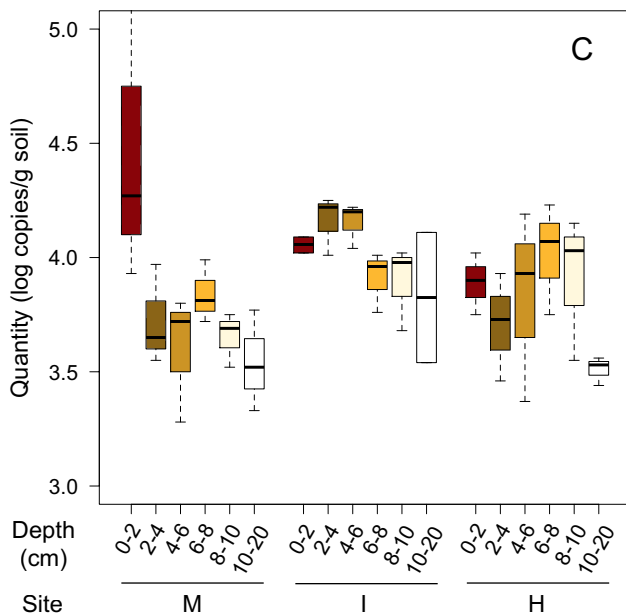 C
Quantity (log copies/g soil)
5.0
4.5
4.0
3.5
3.0
Depth (cm)
0-2 2-4 4-6 6-8 8-10 10-20 0-2 2-4 4-6 6-8 8-10 10-20 0-2 2-4 4-6 6-8 8-10 10-20
Site M I H